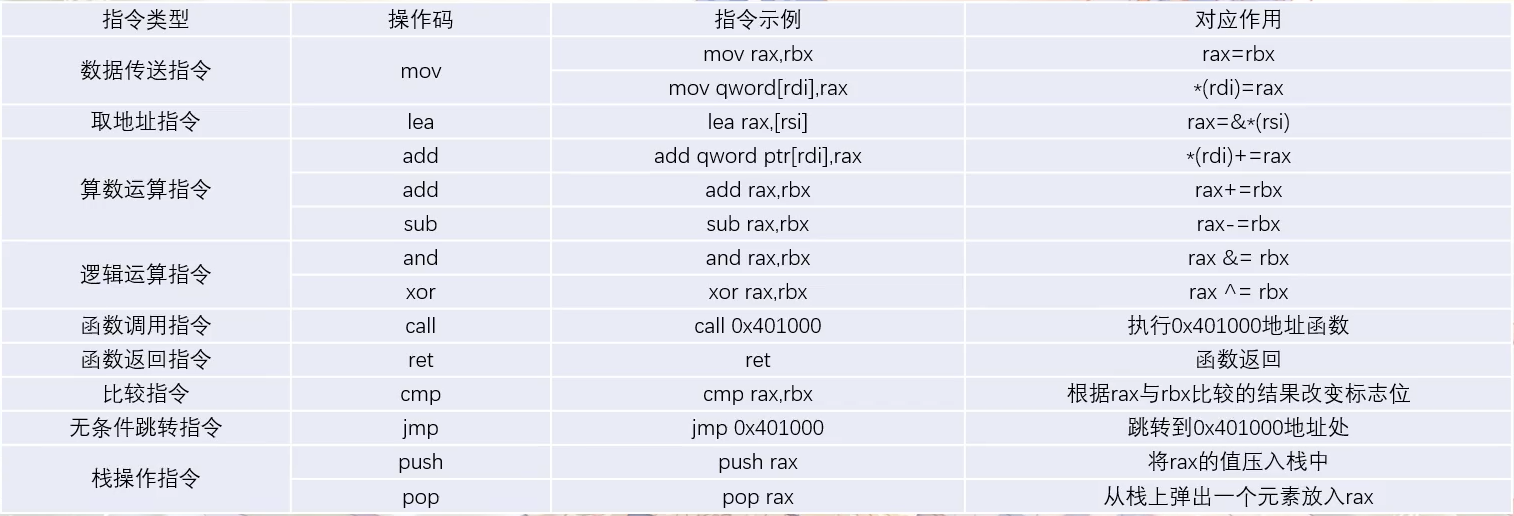 指令类型 操作码 指令示例 对应作用
数据传送指令 mov mov rax,rbx rax=rbx
mov qword[rdi],rax *(rdi)=rax
取地址指令 lea lea rax,[rsi] rax=&*(rsi)
算数运算指令 add add qword ptr[rdi],rax *(rdi)+=rax
add add rax,rbx rax+=rbx
sub sub rax,rbx rax-=rbx
逻辑运算指令 and and rax,rbx rax &= rbx
xor xor rax,rbx rax ^= rbx
函数调用指令 call call 0x401000 执行0x401000地址函数
函数返回指令 ret ret 函数返回
比较指令 cmp cmp rax,rbx 根据rax与rbx比较的结果改变标志位
无条件跳转指令 jmp jmp 0x401000 跳转到0x401000地址处
栈操作指令 push push rax 将rax的值压入栈中
pop pop rax 从栈上弹出一个元素放入rax